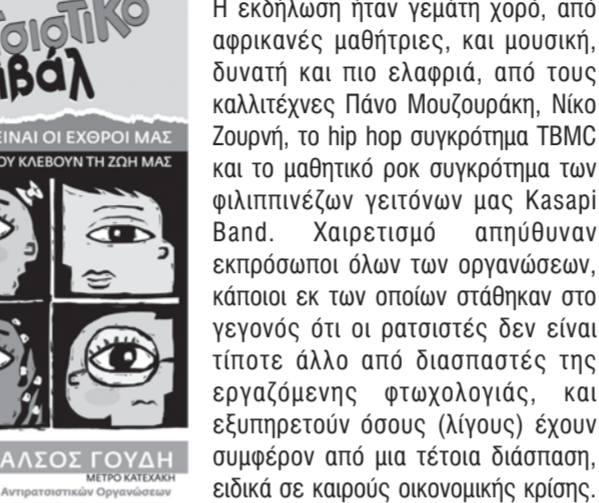 σιστικό
ιβάλ
ΕΙΝΑΙ ΟΙ ΕΧΘΡΟΙ ΜΑΣ
ΟΥ ΚΛΕΒΟΥΝ ΤΗ ΖΩΗ ΜΑΣ
ΑΛΣΟΣ ΓΟΥΔΗ
ΜΕΤΡΟ ΚΑΤΕΧΑΚΗ
Αντιρατσιστικών Οργανώσεων
Η εκδήλωση ήταν γεμάτη χορό, από
αφρικανές μαθήτριες, και μουσική,
δυνατή και πιο ελαφριά, από τους
καλλιτέχνες Πάνο Μουζουράκη, Νίκο
Ζουρνή, το hip hop συγκρότημα TBMC
και το μαθητικό ροκ συγκρότημα των
φιλιππινέζων γειτόνων μας Kasapi
Band. Χαιρετισμό απηύθυναν
εκπρόσωποι όλων των οργανώσεων,
κάποιοι εκ των οποίων στάθηκαν στο
γεγονός ότι οι ρατσιστές δεν είναι
τίποτε άλλο από διασπαστές της
εργαζόμενης φτωχολογιάς, και
εξυπηρετούν όσους (λίγους) έχουν
συμφέρον από μια τέτοια διάσπαση,
ειδικά σε καιρούς οικονομικής κρίσης.